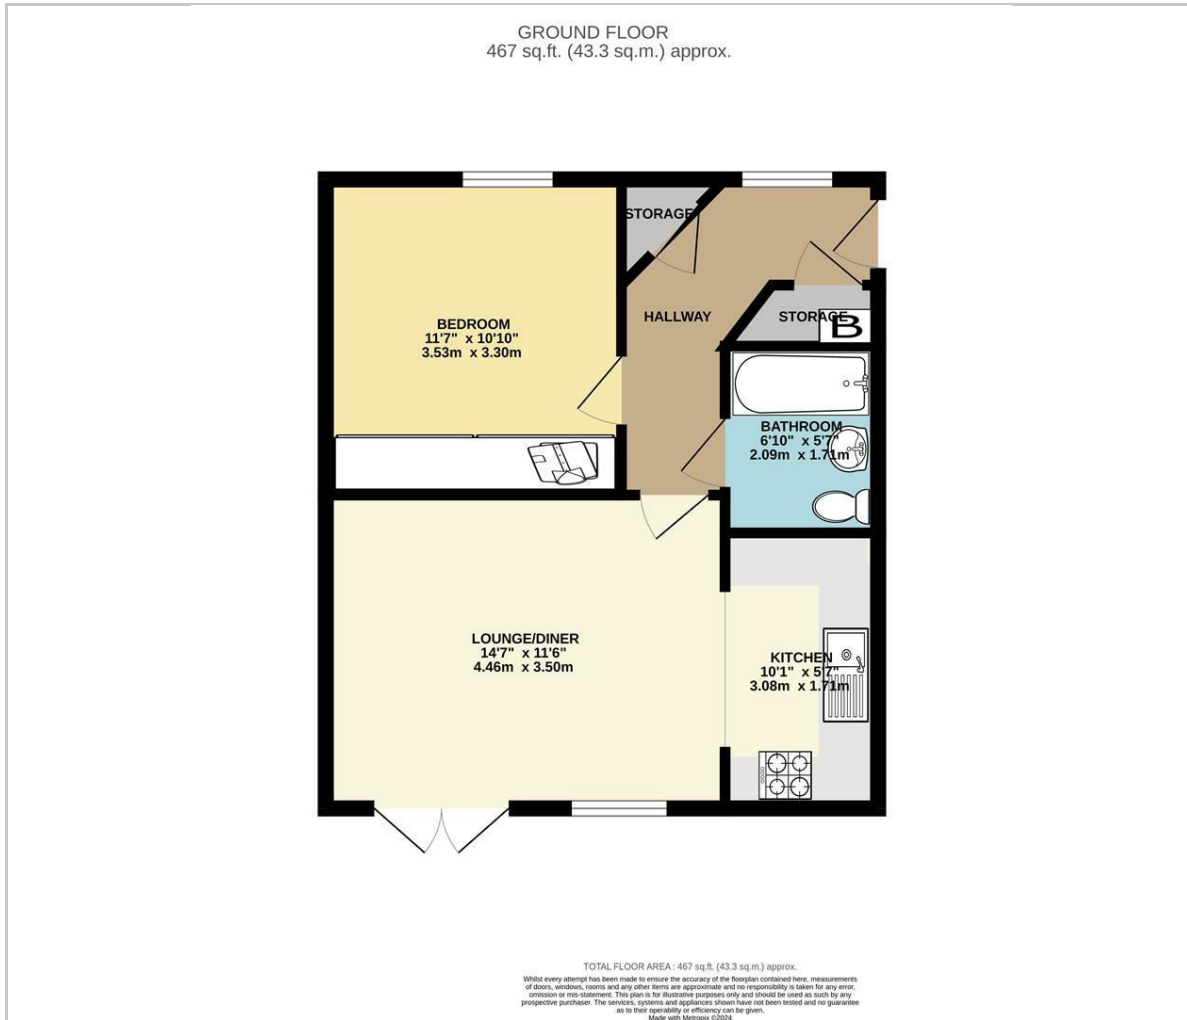 GROUND FLOOR
467 sq.ft. (43.3 sq.m.) approx.
STORAGE
BEDROOM
11'7" x 10'10"
3.53m x 3.30m
HALLWAY
STORAGE
B
BATHROOM
6'10" x 5'7"
2.09m x 1.71m
LOUNGE/DINER
14'7" x 11'6"
4.46m x 3.50m
KITCHEN
10'1" x 5'7"
3.08m x 1.71m
TOTAL FLOOR AREA : 467 sq.ft. (43.3 sq.m.) approx.
Whilst every attempt has been made to ensure the accuracy of the floorplan contained here, measurements
of doors, windows, rooms and any other items are approximate and no responsibility is taken for any error,
omission or mis-statement. This plan is for illustrative purposes only and should be used as such by any
prospective purchaser. The services, systems and appliances shown have not been tested and no guarantee
as to their operability or efficiency can be given.
Made with Metropix ©2024